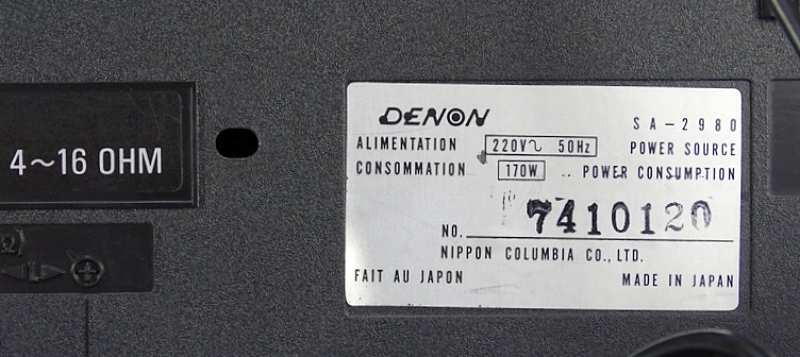 4~16 OHM
DENON
SA-2980
ALIMENTATION 220V~ 50Hz POWER SOURCE
CONSOMMATION 170W POWER CONSUMPTION
NO. 7410120
NIPPON COLUMBIA CO., LTD.
FAIT AU JAPON MADE IN JAPAN